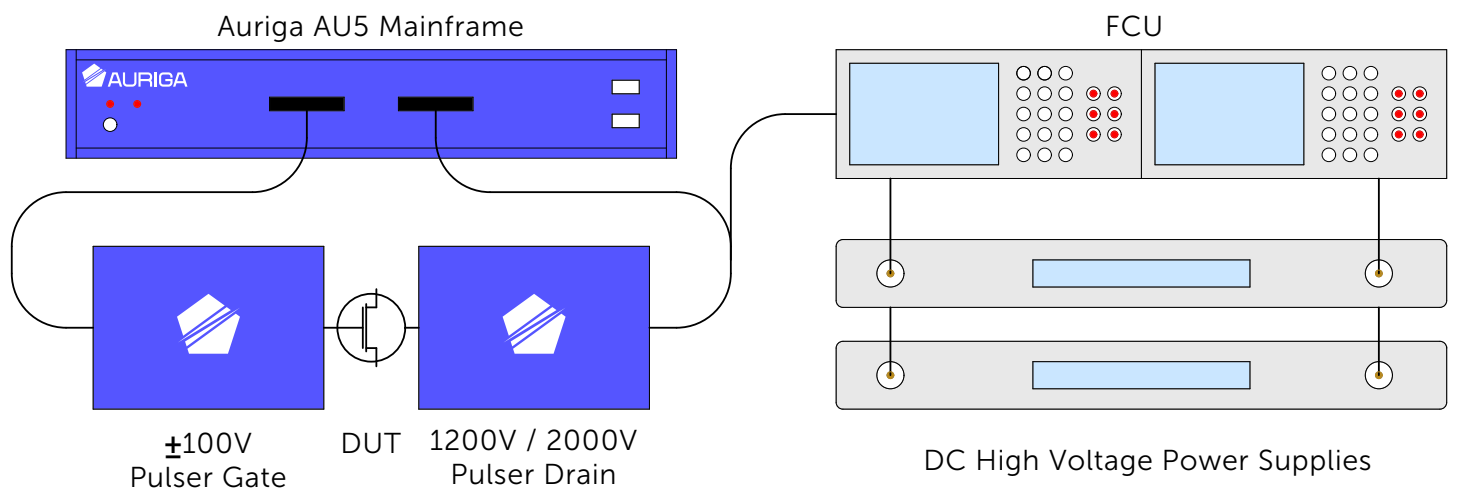 Auriga AU5 Mainframe
FCU
AURIGA
±100V
Pulser Gate
DUT
1200V / 2000V
Pulser Drain
DC High Voltage Power Supplies